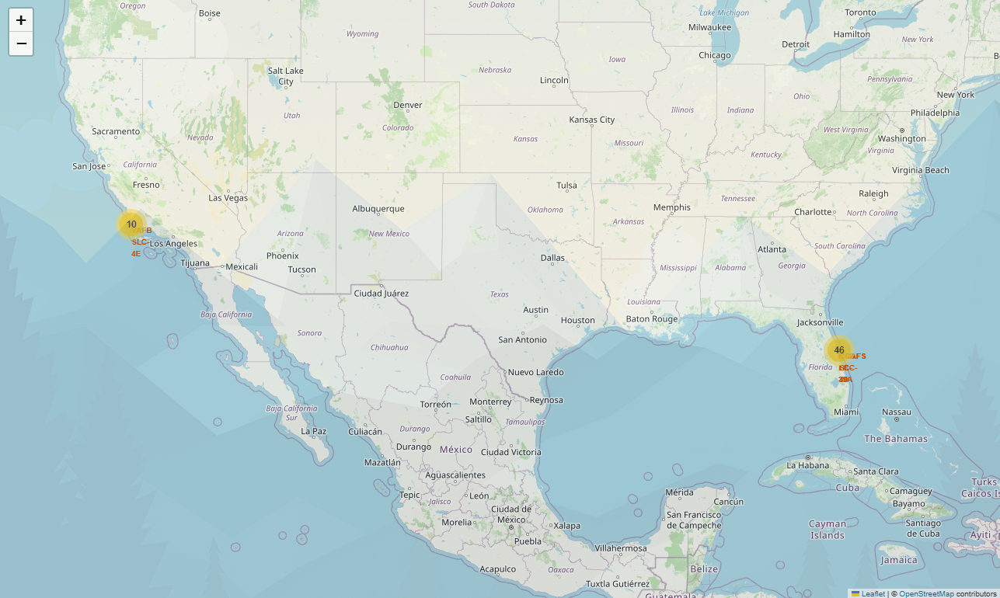 +
−
Oregon
Boise
South Dakota
Lake Michigan
Toronto
Milwaukee
Hamilton
Wyoming
New York
Detroit
Chicago
Iowa
Salt Lake
City
Nebraska
Lincoln
Pennsylvania
New York
Ohio
Denver
Utah
Illinois
Indiana
Philadelphia
Colorado
Kansas City
Sacramento
Nevada
Kansas
Missouri
West Virginia
Washington
Virginia
Kentucky
San Jose
California
Virginia Beach
Fresno
Tulsa
Las Vegas
Raleigh
Tennessee
Albuquerque
Memphis
Oklahoma
Charlotte
North Carolina
10
Arkansas
Arizona
New Mexico
SLC-
4E
Los Angeles
South Carolina
Atlanta
Phoenix
Dallas
Tijuana
Mexicali
Tucson
Mississippi
Alabama
Georgia
Ciudad Juárez
Texas
Louisiana
Austin
Baja California
Houston
Baton Rouge
Jacksonville
Sonora
San Antonio
Chihuahua
46
Florida
Nuevo Laredo
Coahuila
Reynosa
Torreón
Monterrey
Baja California
Sur
Saltillo
Tamaulipas
Miami
Nassau
La Paz
Culiacán
Durango
The Bahamas
Durango
México
Ciudad Victoria
Mazatlán
La Habana
Santa Clara
Aguascalientes
Turks
Caicos Is
Cuba
Camagüey
Tepic
León
Mérida
Jalisco
Cancún
Bayamo
Ciudad de
México
San Francisco
de Campeche
Morelia
Xalapa
Cayman
Islands
Santiago
de Cuba
Ayiti
Puebla
Villahermosa
Jamaica
Acapulco
Oaxaca
Belize
Tuxtla Gutiérrez
Guatemala
Leaflet | © OpenStreetMap contributors